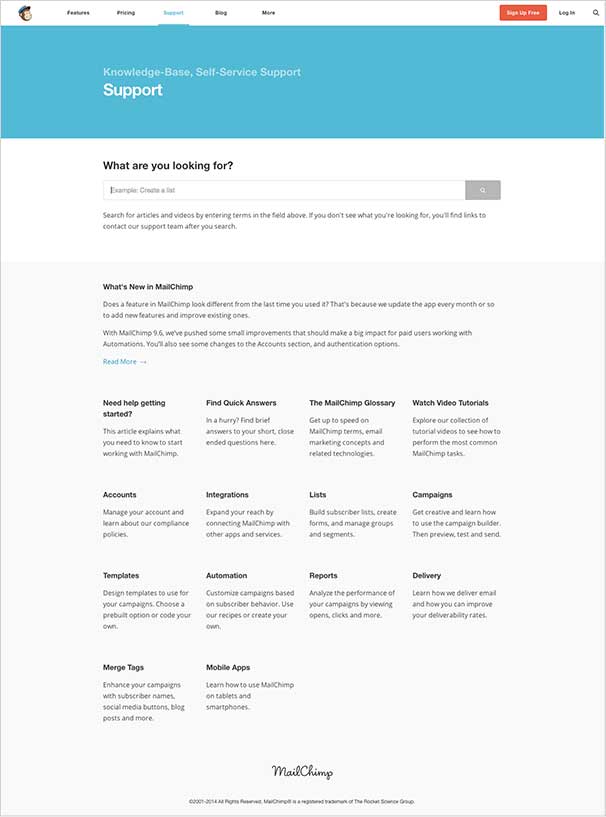 Features Pricing Support Blog More Sign Up Free Log In
Knowledge-Base, Self-Service Support
Support
What are you looking for?
Example: Create a list
Search for articles and videos by entering terms in the field above. If you don't see what you're looking for, you'll find links to
contact our support team after you search.
What's New in MailChimp
Does a feature in MailChimp look different from the last time you used it? That's because we update the app every month or so
to add new features and improve existing ones.
With MailChimp 9.6, we've pushed some small improvements that should make a big impact for paid users working with
Automations. You'll also see some changes to the Accounts section, and authentication options.
Read More →
Need help getting
started?
This article explains what
you need to know to start
working with MailChimp.
Find Quick Answers
In a hurry? Find brief
answers to your short, close
ended questions here.
The MailChimp Glossary
Get up to speed on
MailChimp terms, email
marketing concepts and
related technologies.
Watch Video Tutorials
Explore our collection of
tutorial videos to see how to
perform the most common
MailChimp tasks.
Accounts
Manage your account and
learn about our compliance
policies.
Integrations
Expand your reach by
connecting MailChimp with
other apps and services.
Lists
Build subscriber lists, create
forms, and manage groups
and segments.
Campaigns
Get creative and learn how
to use the campaign builder.
Then preview, test and send.
Templates
Design templates to use for
your campaigns. Choose a
prebuilt option or code your
own.
Automation
Customize campaigns based
on subscriber behavior. Use
our recipes or create your
own.
Reports
Analyze the performance of
your campaigns by viewing
opens, clicks and more.
Delivery
Learn how we deliver email
and how you can improve
your deliverability rates.
Merge Tags
Enhance your campaigns
with subscriber names,
social media buttons, blog
posts and more.
Mobile Apps
Learn how to use MailChimp
on tablets and
smartphones.
MailChimp
©2001-2014 All Rights Reserved. MailChimp® is a registered trademark of The Rocket Science Group.